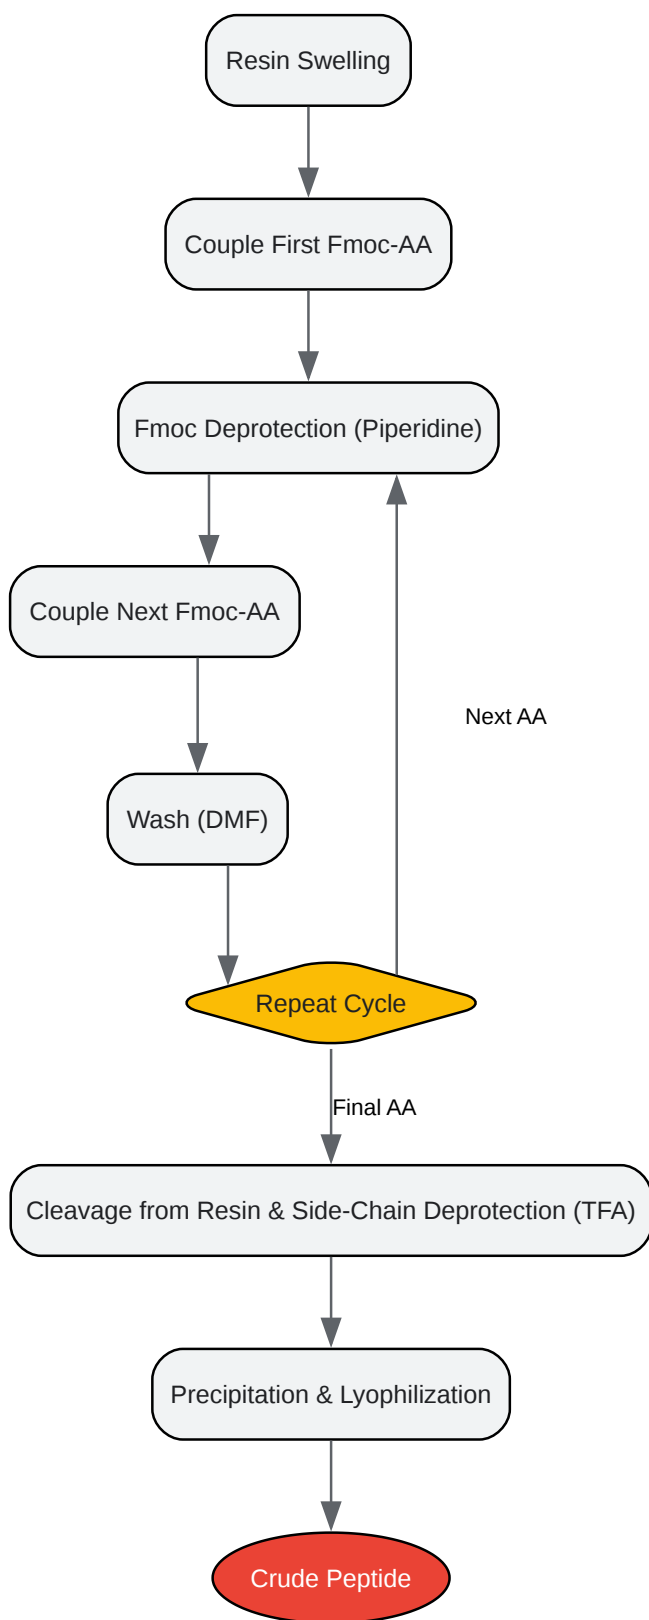 Resin Swelling
Couple First Fmoc-AA
Fmoc Deprotection (Piperidine)
Couple Next Fmoc-AA
Next AA
Wash (DMF)
Repeat Cycle
Final AA
Cleavage from Resin & Side-Chain Deprotection (TFA)
Precipitation & Lyophilization
Crude Peptide